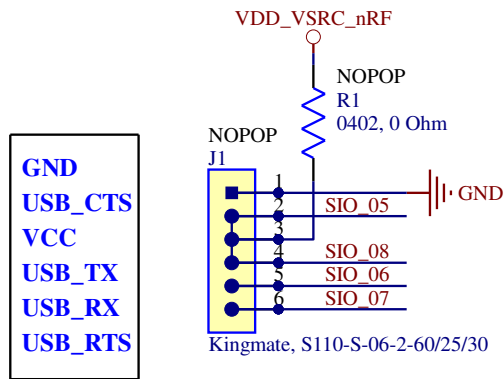 VDD_VSRC_nRF
NOPOP
R1
0402, 0 Ohm
NOPOP
J1
GND
USB_CTS
VCC
USB_TX
USB_RX
USB_RTS
1
2
3
4
5
6
GND
SIO_05
SIO_08
SIO_06
SIO_07
Kingmate, S110-S-06-2-60/25/30